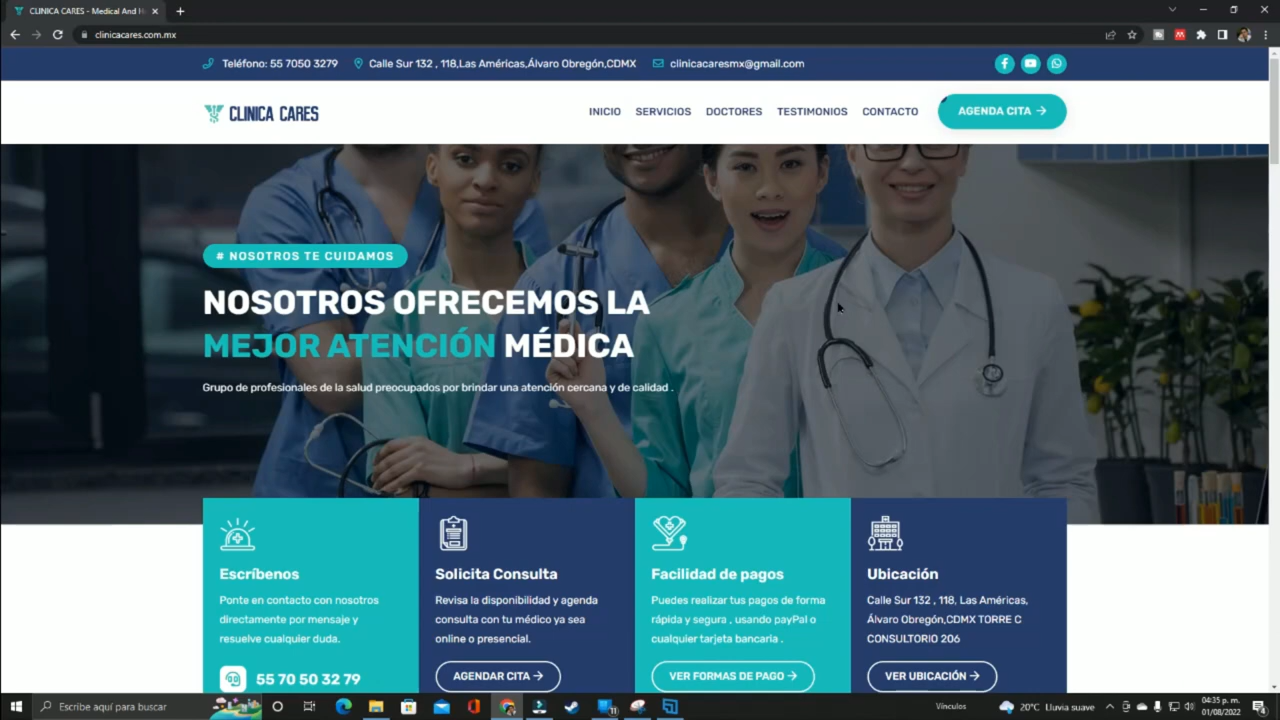 CLINICA CARES - Medical And H
clinicacares.com.mx
Teléfono: 55 7050 3279
Calle Sur 132 , 118,Las Américas,Álvaro Obregón,CDMX
clinicacaresmx@gmail.com
CLINICA CARES
INICIO
SERVICIOS
DOCTORES
TESTIMONIOS
CONTACTO
AGENDA CITA →
# NOSOTROS TE CUIDAMOS
NOSOTROS OFRECEMOS LA
MEJOR ATENCIÓN MÉDICA
Grupo de profesionales de la salud preocupados por brindar una atención cercana y de calidad .
Escríbenos
Ponte en contacto con nosotros
directamente por mensaje y
resuelve cualquier duda.
55 70 50 32 79
Solicita Consulta
Revisa la disponibilidad y agenda
consulta con tu médico ya sea
online o presencial.
AGENDAR CITA →
Facilidad de pagos
Puedes realizar tus pagos de forma
rápida y segura , usando payPal o
cualquier tarjeta bancaria .
VER FORMAS DE PAGO →
Ubicación
Calle Sur 132 , 118, Las Américas,
Álvaro Obregón,CDMX TORRE C
CONSULTORIO 206
VER UBICACIÓN →
Escribe aquí para buscar
Vínculos
20°C Lluvia suave
04:35 p. m.
01/08/2022